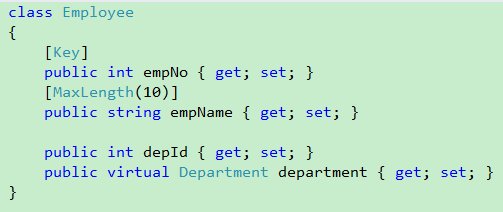 class Employee
{
    [Key]
    public int empNo { get; set; }
    [MaxLength(10)]
    public string empName { get; set; }

    public int depId { get; set; }
    public virtual Department department { get; set; }
}